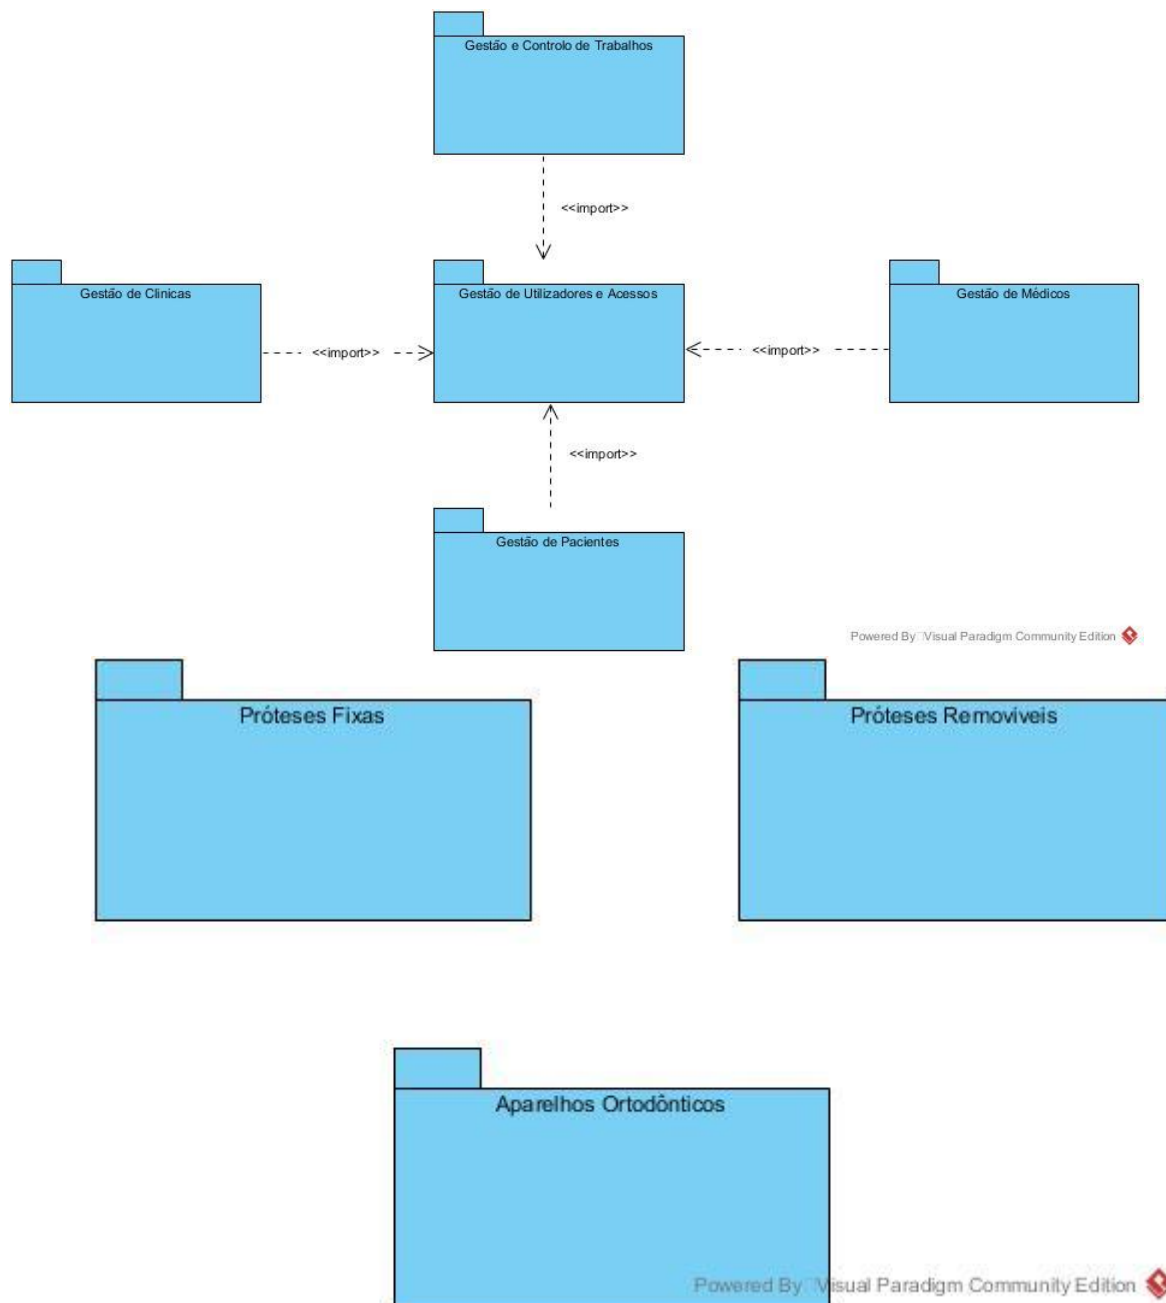 Gestão e Controlo de Trabalhos
<<import>>
Gestão de Clinicas
Gestão de Utilizadores e Acessos
Gestão de Médicos
<<import>>
<<import>>
<<import>>
Gestão de Pacientes
Powered By Visual Paradigm Community Edition
Próteses Fixas
Próteses Removiveis
Aparelhos Ortodônticos
Powered By Visual Paradigm Community Edition